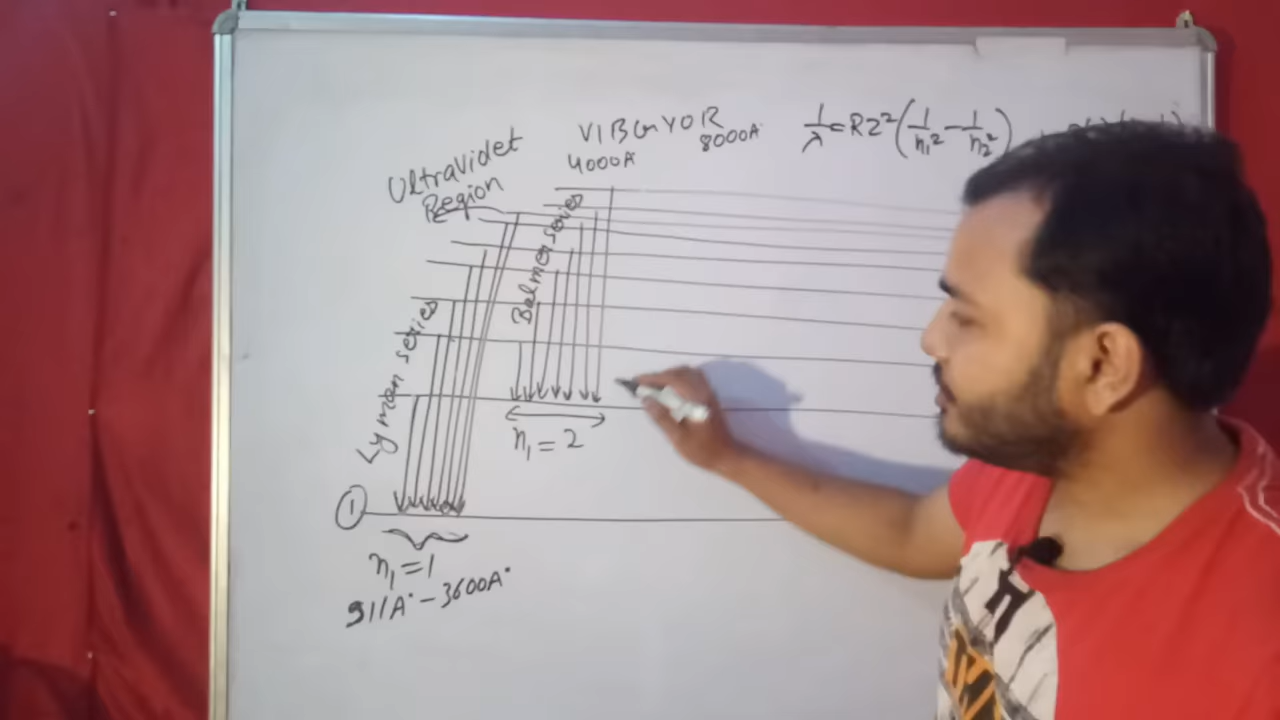 Ultraviolet
Region
VIBGYOR
4000A 8000A
1/λ = RZ²(1/n₁² - 1/n₂²)
Lyman series
Balmer series
n₁ = 2
1
n₁ = 1
911A° - 3600A°